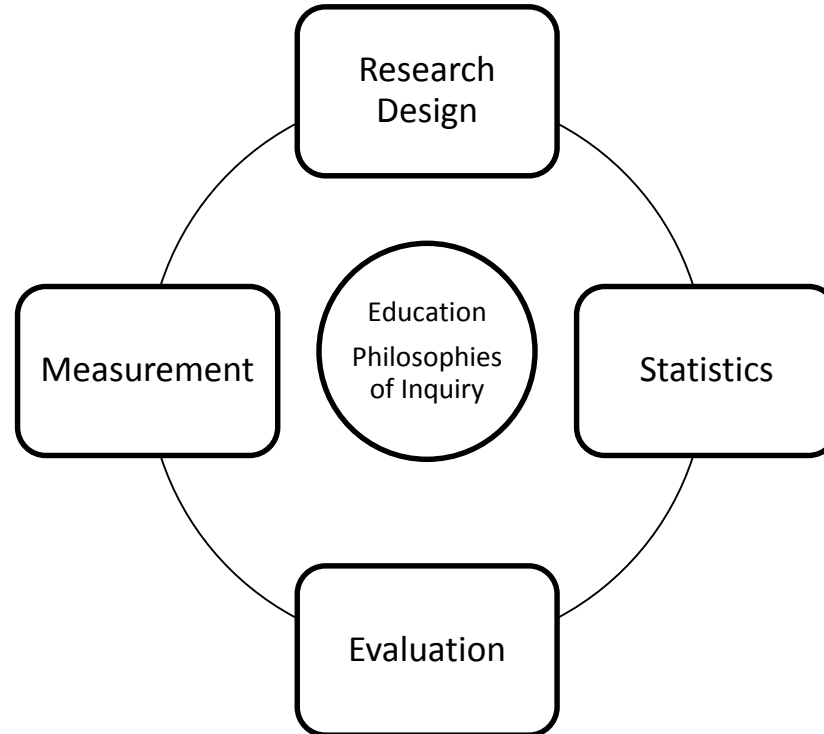 Research
Design
Measurement
Education
Philosophies
of Inquiry
Statistics
Evaluation